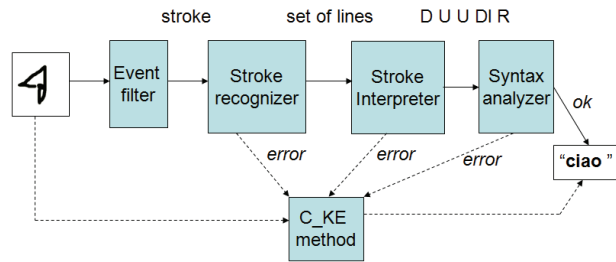 stroke set of lines D U U DI R
Event filter
Stroke recognizer
Stroke Interpreter
Syntax analyzer
ok
error error error
“ciao ”
C_KE method